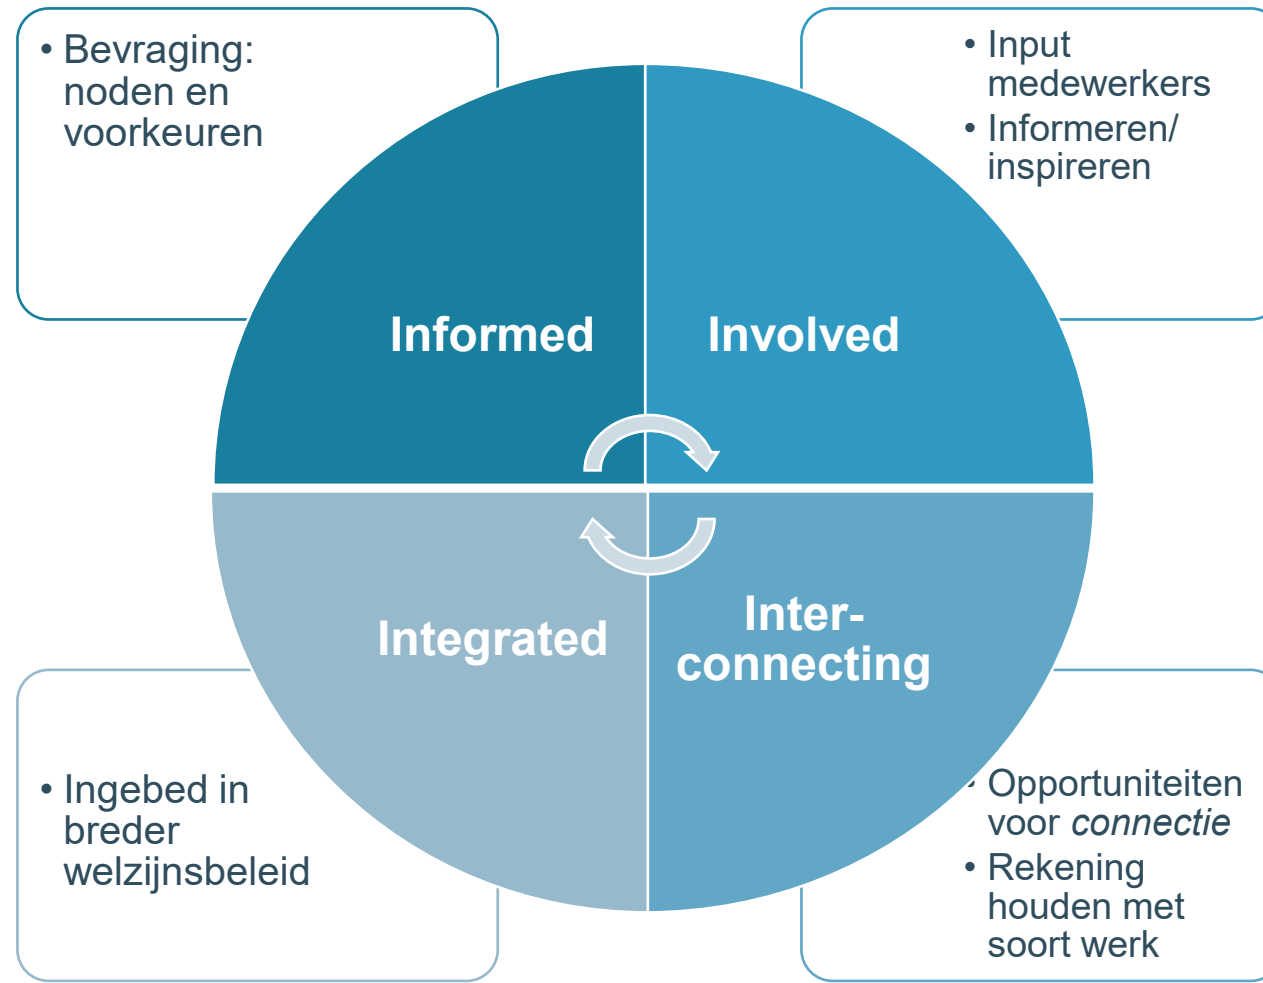 • Bevraging:
noden en
voorkeuren
• Input
medewerkers
• Informeren/
inspireren
Informed
Involved
Integrated
Inter-
connecting
• Ingebed in
breder
welzijnsbeleid
• Opportuniteiten
voor connectie
• Rekening
houden met
soort werk